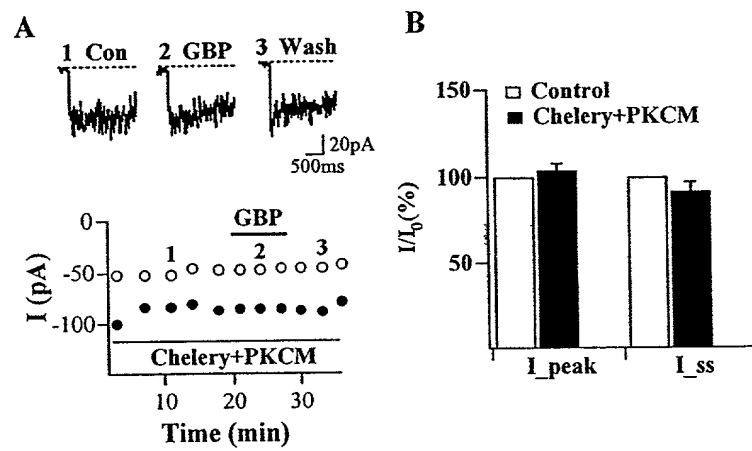 A
1 Con 2 GBP 3 Wash
20pA
500ms
0
-50
-100
I (pA)
GBP
1 2 3
Chelery+PKCM
10 20 30
Time (min)
B
150
100
50
I/I0(%)
Control
Chelery+PKCM
I_peak I_ss